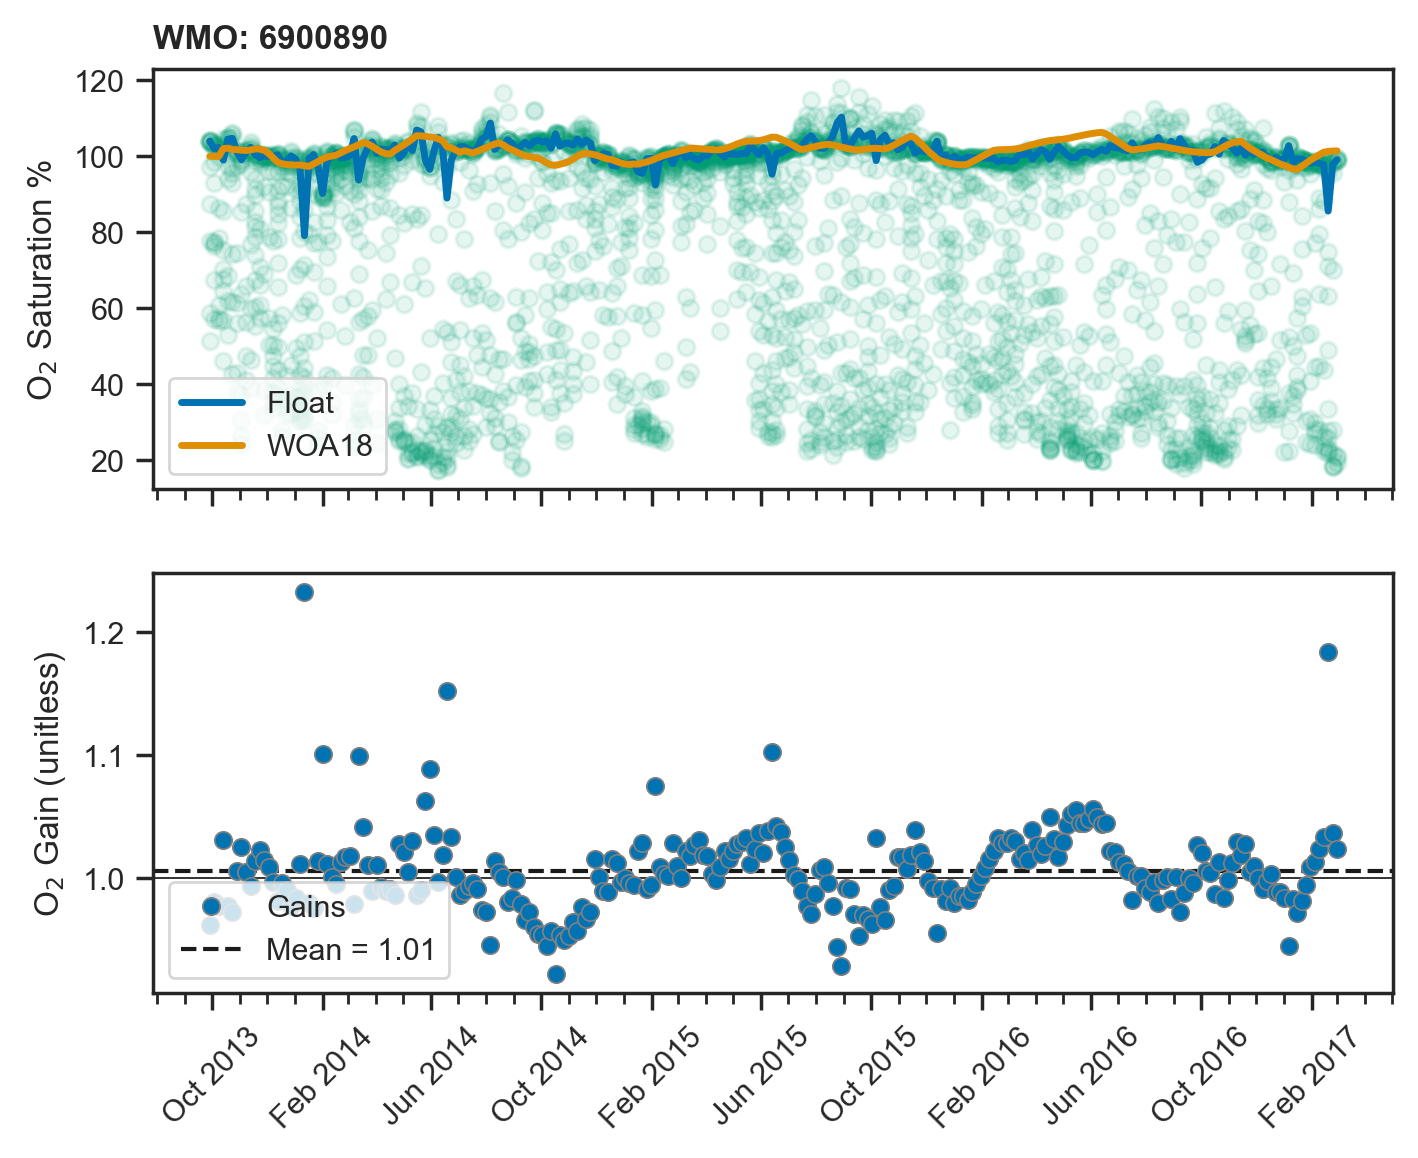 WMO: 6900890
120
100
80
60
40
20
O₂ Saturation %
Float
WOA18
1.2
1.1
1.0
O₂ Gain (unitless)
Gains
Mean = 1.01
Oct 2013
Feb 2014
Jun 2014
Oct 2014
Feb 2015
Jun 2015
Oct 2015
Feb 2016
Jun 2016
Oct 2016
Feb 2017